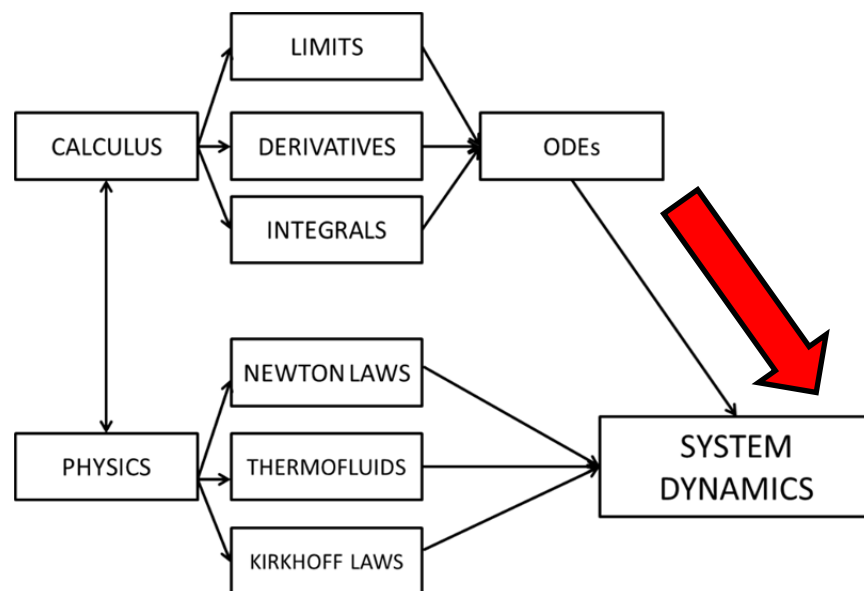 LIMITS
CALCULUS
DERIVATIVES
ODEs
INTEGRALS
NEWTON LAWS
PHYSICS
THERMOFLUIDS
SYSTEM
DYNAMICS
KIRKHOFF LAWS